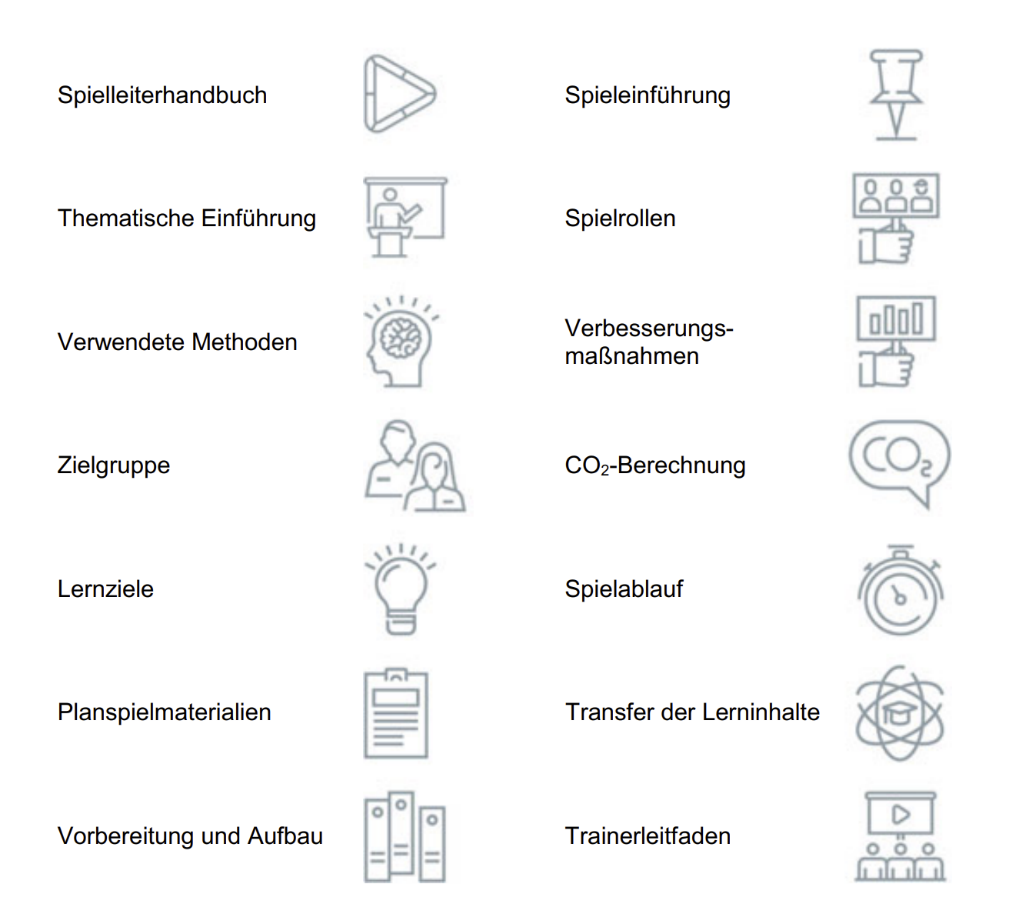 Spielleiterhandbuch
Spieleinführung
Thematische Einführung
Spielrollen
Verwendete Methoden
Verbesserungs-
maßnahmen
Zielgruppe
CO₂-Berechnung
CO₂
Lernziele
Spielablauf
Planspielmaterialien
Transfer der Lerninhalte
Vorbereitung und Aufbau
Trainerleitfaden